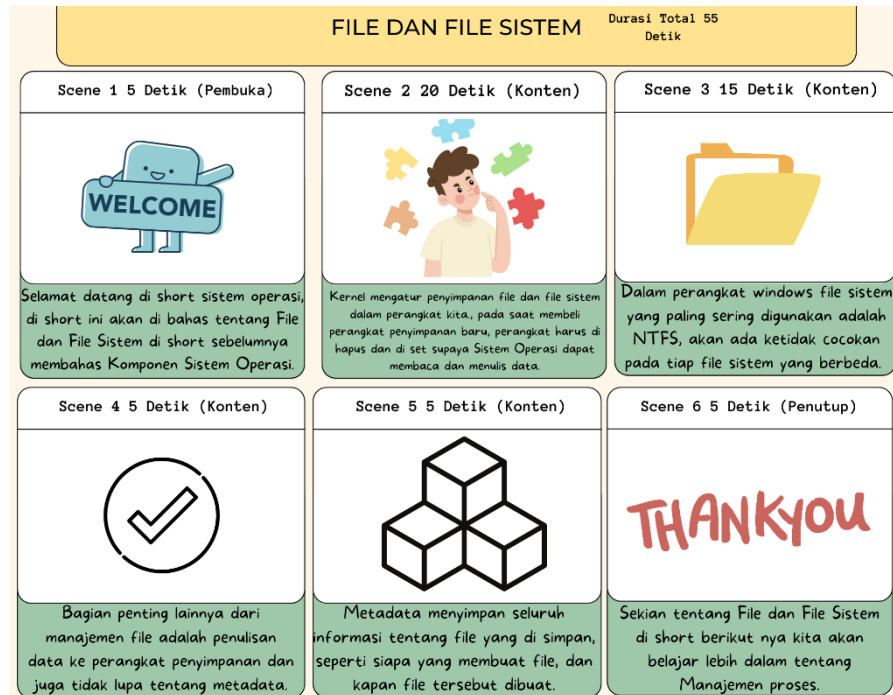 FILE DAN FILE SISTEM
Durasi Total 55
Detik
Scene 1 5 Detik (Pembuka)
WELCOME
Selamat datang di short sistem operasi,
di short ini akan di bahas tentang File
dan File Sistem di short sebelumnya
membahas Komponen Sistem Operasi.
Scene 2 20 Detik (Konten)
Kernel mengatur penyimpanan file dan file sistem
dalam perangkat kita, pada saat membeli
perangkat penyimpanan baru, perangkat harus di
hapus dan di set supaya Sistem Operasi dapat
membaca dan menulis data.
Scene 3 15 Detik (Konten)
Dalam perangkat windows file sistem
yang paling sering digunakan adalah
NTFS, akan ada ketidak cocokan
pada tiap file sistem yang berbeda.
Scene 4 5 Detik (Konten)
Bagian penting lainnya dari
manajemen file adalah penulisan
data ke perangkat penyimpanan dan
juga tidak lupa tentang metadata.
Scene 5 5 Detik (Konten)
Metadata menyimpan seluruh
informasi tentang file yang di simpan,
seperti siapa yang membuat file, dan
kapan file tersebut dibuat.
Scene 6 5 Detik (Penutup)
THANKYOU
Sekian tentang File dan File Sistem
di short berikut nya kita akan
belajar lebih dalam tentang
Manajemen proses.